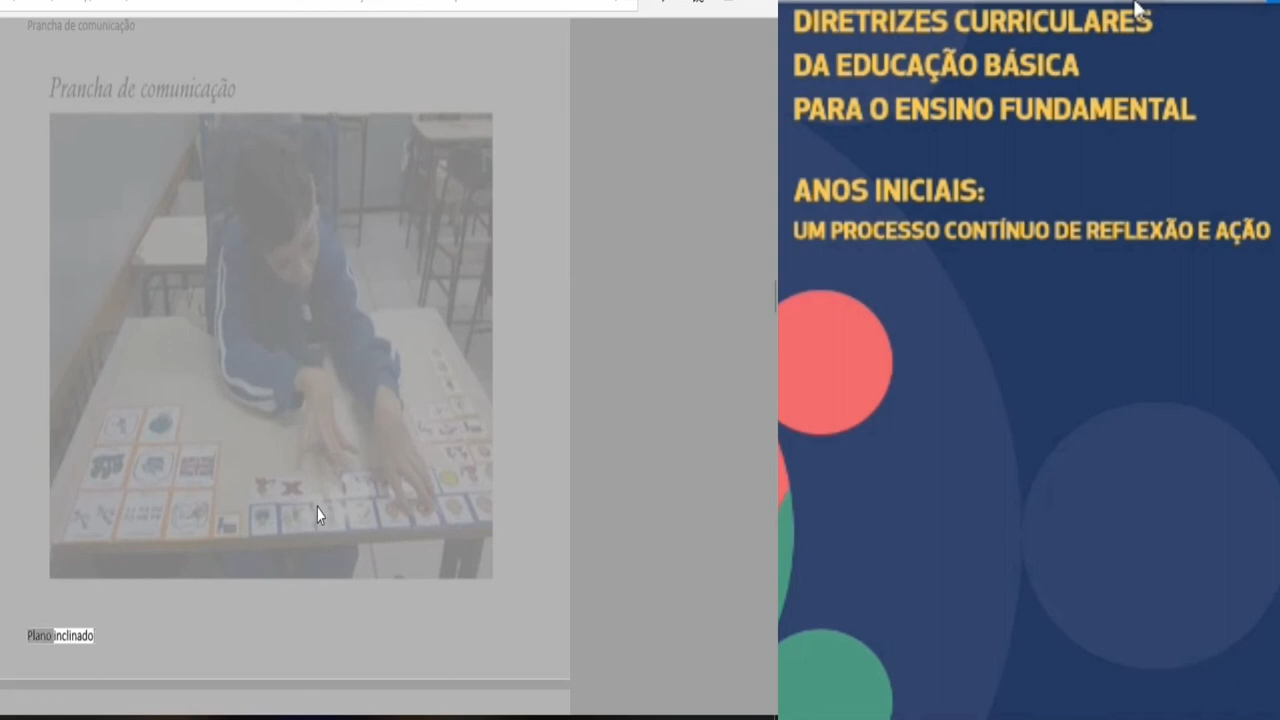 Prancha de comunicação
Prancha de comunicação
Plano inclinado
DIRETRIZES CURRICULARES
DA EDUCAÇÃO BÁSICA
PARA O ENSINO FUNDAMENTAL
ANOS INICIAIS:
UM PROCESSO CONTÍNUO DE REFLEXÃO E AÇÃO